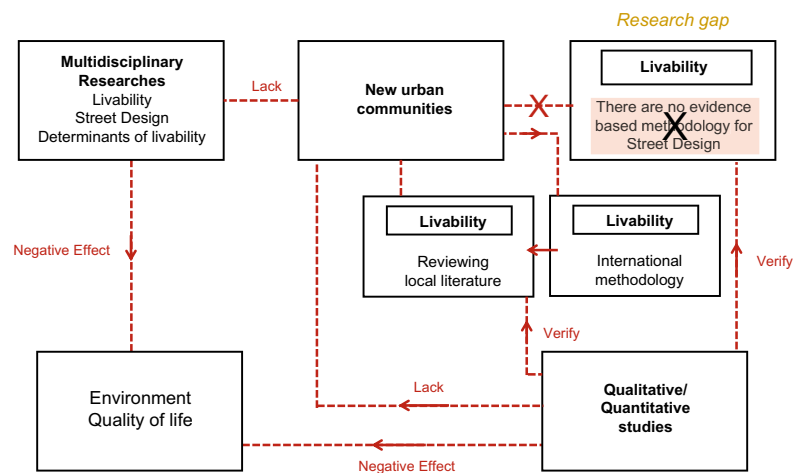 Research gap
Multidisciplinary
Researches
Livability
Street Design
Determinants of livability
Lack
New urban
communities
X
Livability
There are no evidence
based methodology for
Street Design
X
Livability
Reviewing
local literature
Livability
International
methodology
Negative Effect
Verify
Verify
Environment
Quality of life
Lack
Qualitative/
Quantitative
studies
Negative Effect